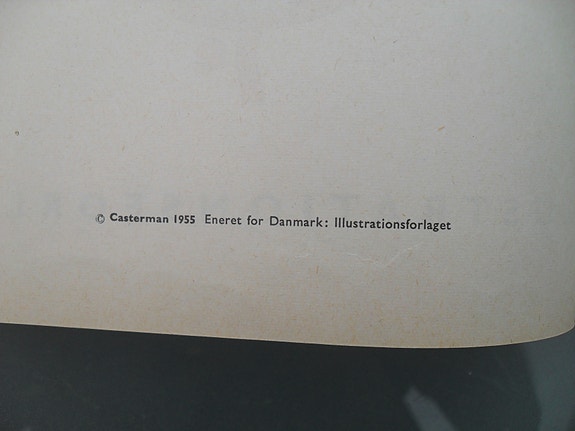 © Casterman 1955 Eneret for Danmark: Illustrationsforlaget